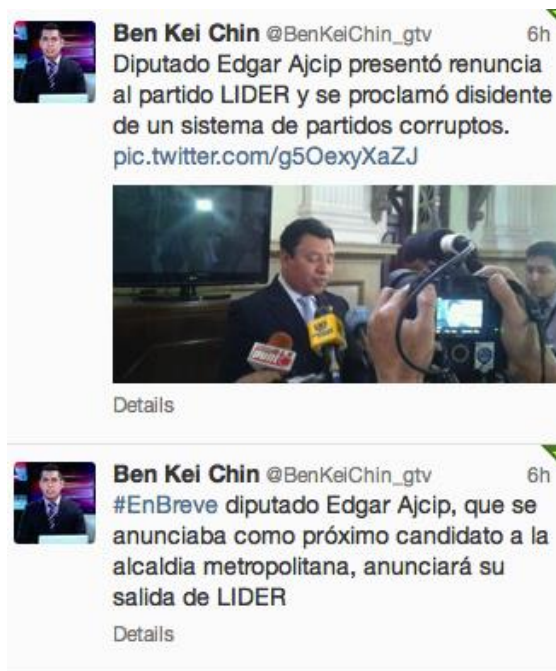 Ben Kei Chin @BenKeiChin_gtv 6h
Diputado Edgar Ajcip presentó renuncia
al partido LIDER y se proclamó disidente
de un sistema de partidos corruptos.
pic.twitter.com/g5OexyXaZJ
Details
Ben Kei Chin @BenKeiChin_gtv 6h
#EnBreve diputado Edgar Ajcip, que se
anunciaba como próximo candidato a la
alcaldia metropolitana, anunciará su
salida de LIDER
Details